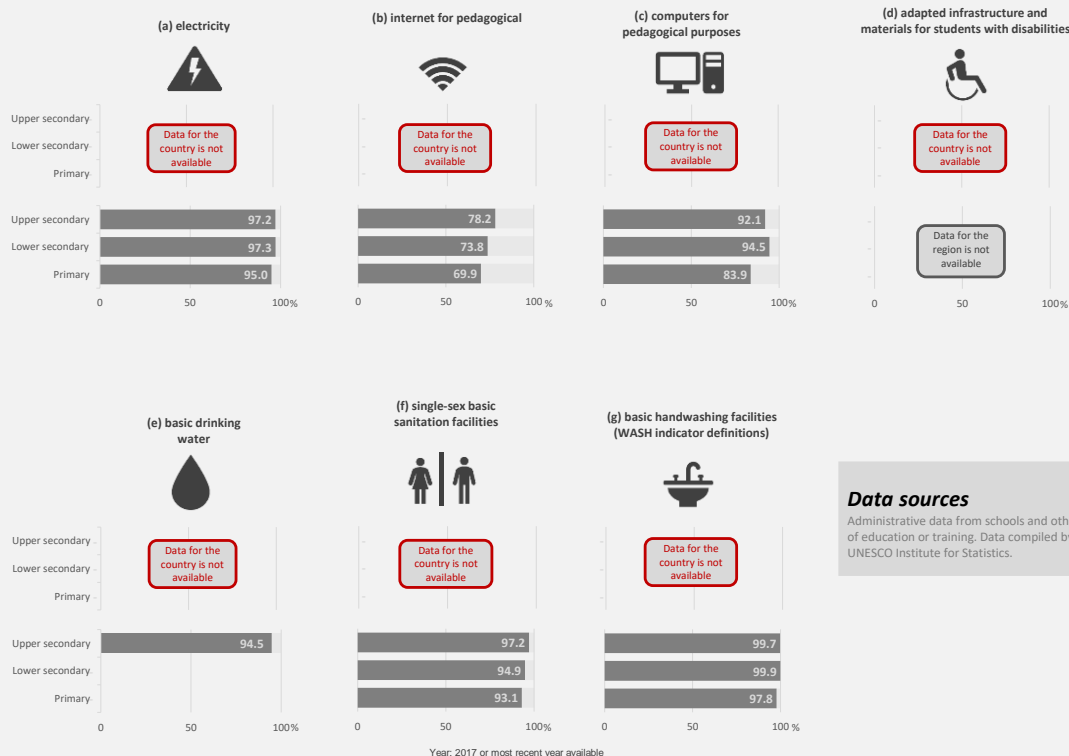 (a) electricity
(b) internet for pedagogical
(c) computers for
pedagogical purposes
(d) adapted infrastructure and
materials for students with disabilities
Upper secondary
Lower secondary
Primary
Data for the
country is not
available
Data for the
country is not
available
Data for the
country is not
available
Data for the
country is not
available
Upper secondary
Lower secondary
Primary
97.2
97.3
95.0
78.2
73.8
69.9
92.1
94.5
83.9
Data for the
region is not
available
0 50 100%
0 50 100%
0 50 100%
0 50 100%
(e) basic drinking
water
(f) single-sex basic
sanitation facilities
(g) basic handwashing facilities
(WASH indicator definitions)
Upper secondary
Lower secondary
Primary
Data for the
country is not
available
Data for the
country is not
available
Data for the
country is not
available
Data sources
Administrative data from schools and oth
of education or training. Data compiled by
UNESCO Institute for Statistics.
Upper secondary
Lower secondary
Primary
94.5
97.2
94.9
93.1
99.7
99.9
97.8
0 50 100%
0 50 100%
0 50 100%
Year: 2017 or most recent year available